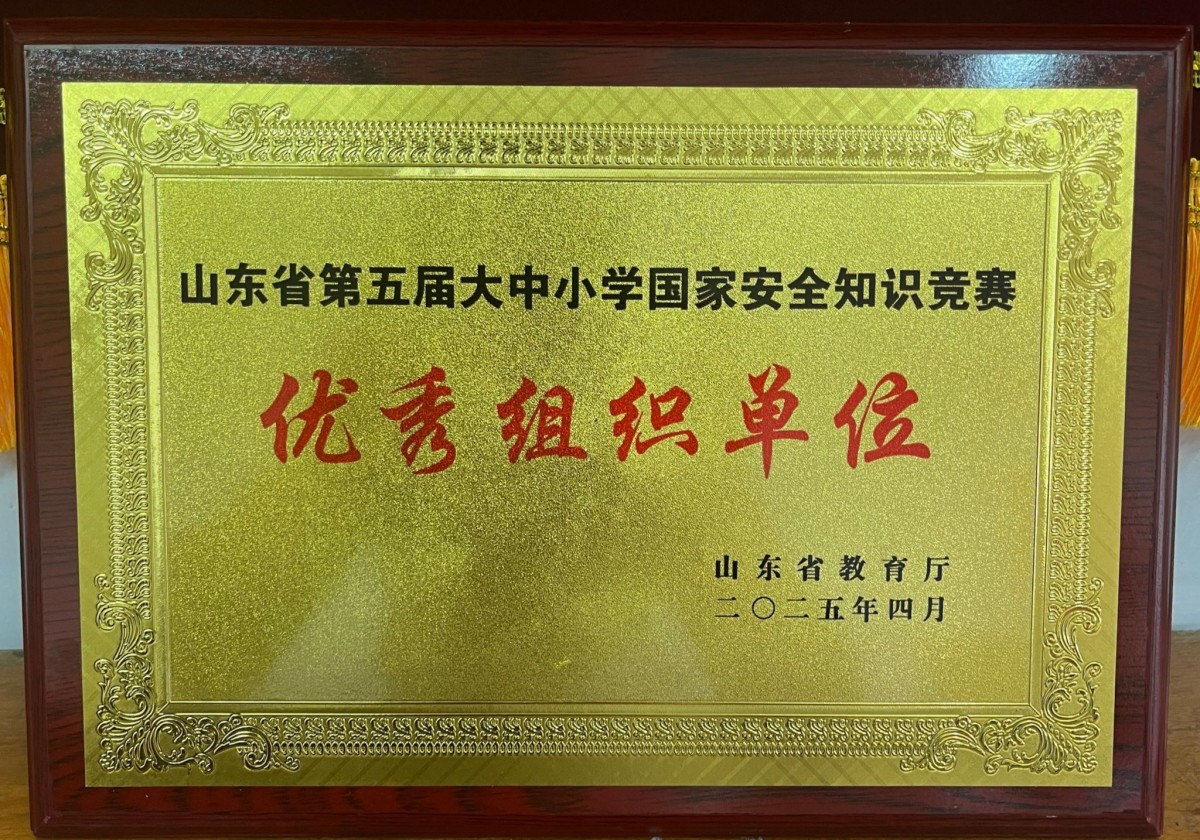 山东省第五届大中小学国家安全知识竞赛
优秀组织单位
山东省教育厅
二〇二五年四月